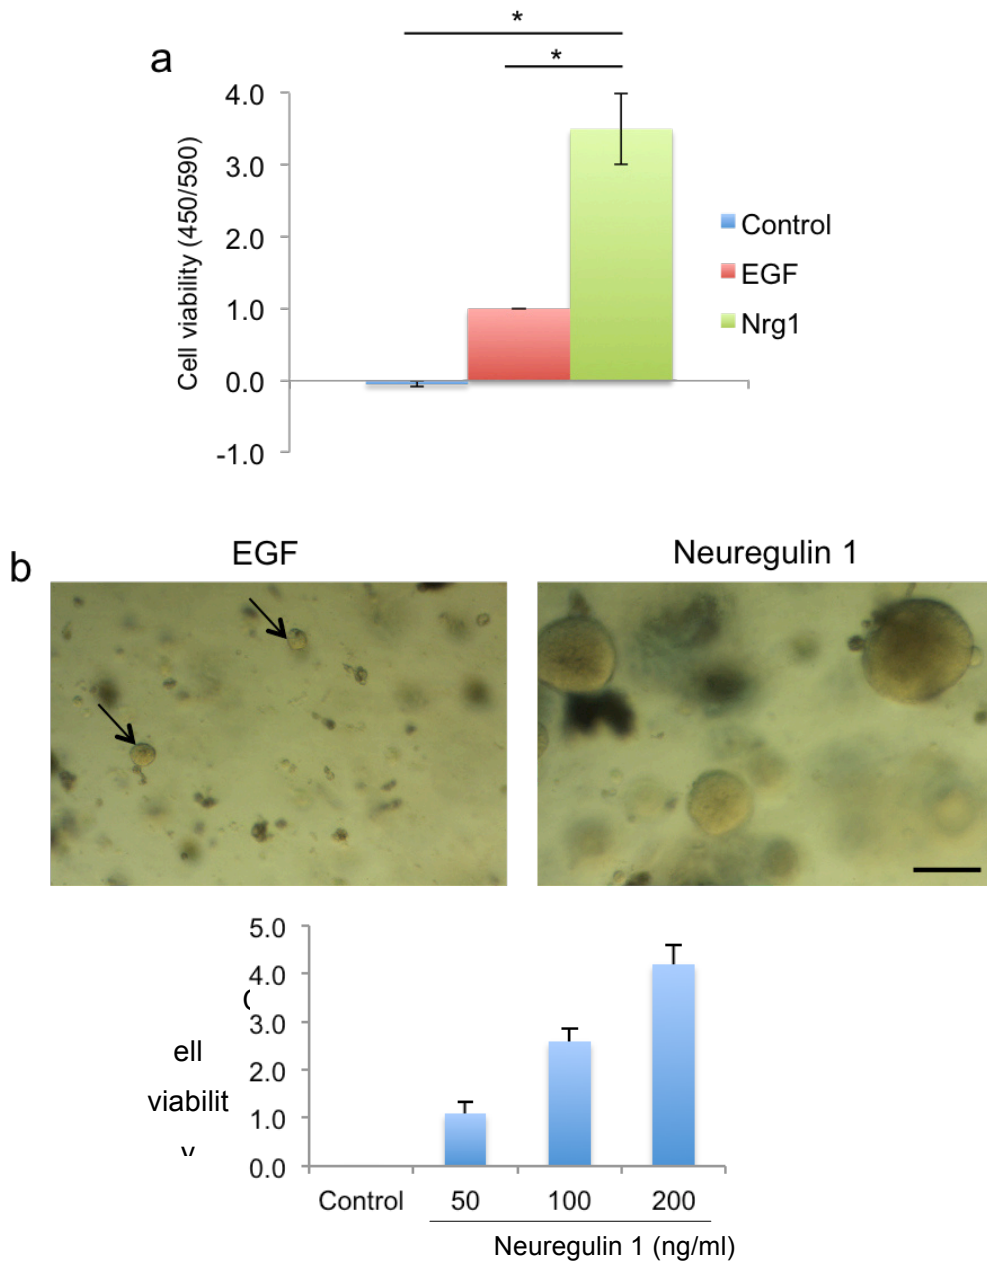 *
*
a
4.0
3.0
2.0
1.0
0.0
-1.0
Cell viability (450/590)
Control
EGF
Nrg1
b
EGF
Neuregulin 1
5.0
4.0
3.0
2.0
1.0
0.0
C
ell
viabilit
y
Control 50 100 200
Neuregulin 1 (ng/ml)